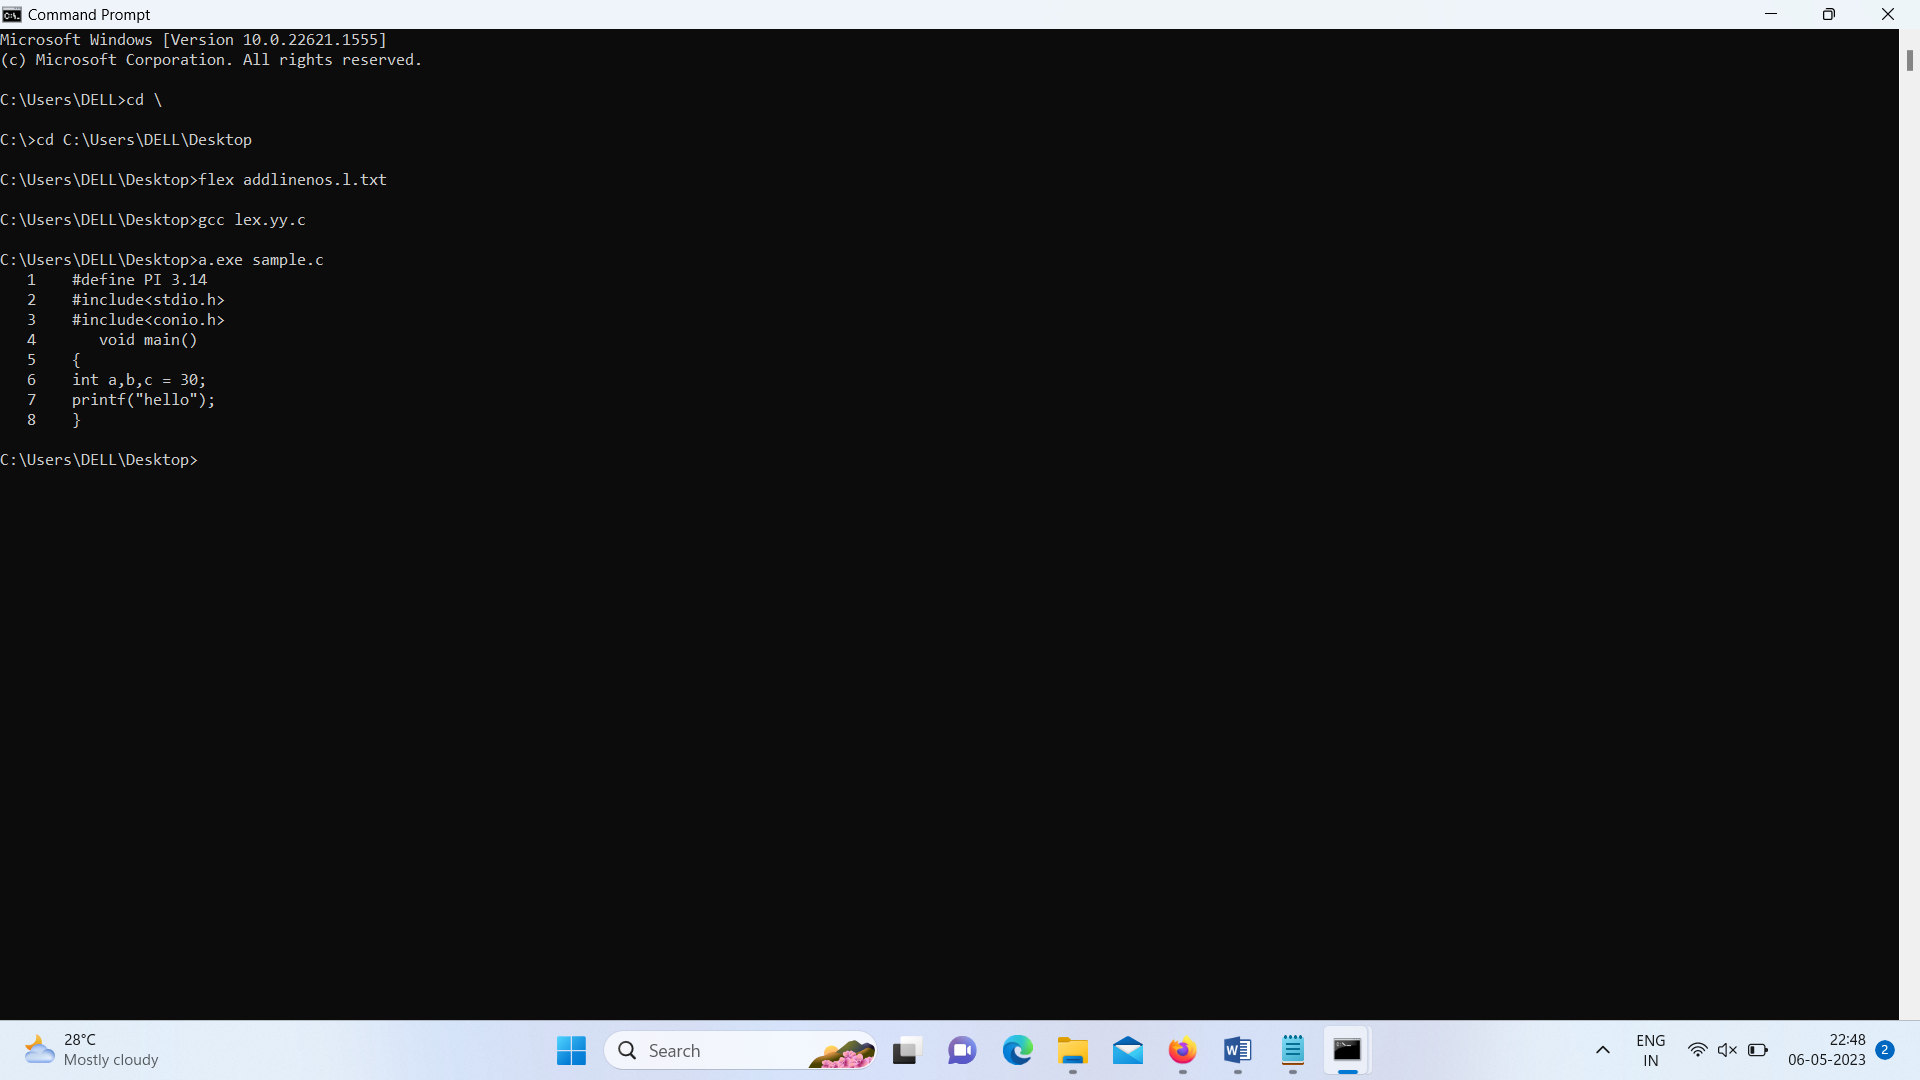 Command Prompt
Microsoft Windows [Version 10.0.22621.1555]
(c) Microsoft Corporation. All rights reserved.
C:\Users\DELL>cd \
C:\>cd C:\Users\DELL\Desktop
C:\Users\DELL\Desktop>flex addlinenos.l.txt
C:\Users\DELL\Desktop>gcc lex.yy.c
C:\Users\DELL\Desktop>a.exe sample.c
   1    #define PI 3.14
   2    #include<stdio.h>
   3    #include<conio.h>
   4       void main()
   5    {
   6    int a,b,c = 30;
   7    printf("hello");
   8    }
C:\Users\DELL\Desktop>
28°C
Mostly cloudy
Search
ENG
IN
22:48
06-05-2023
2